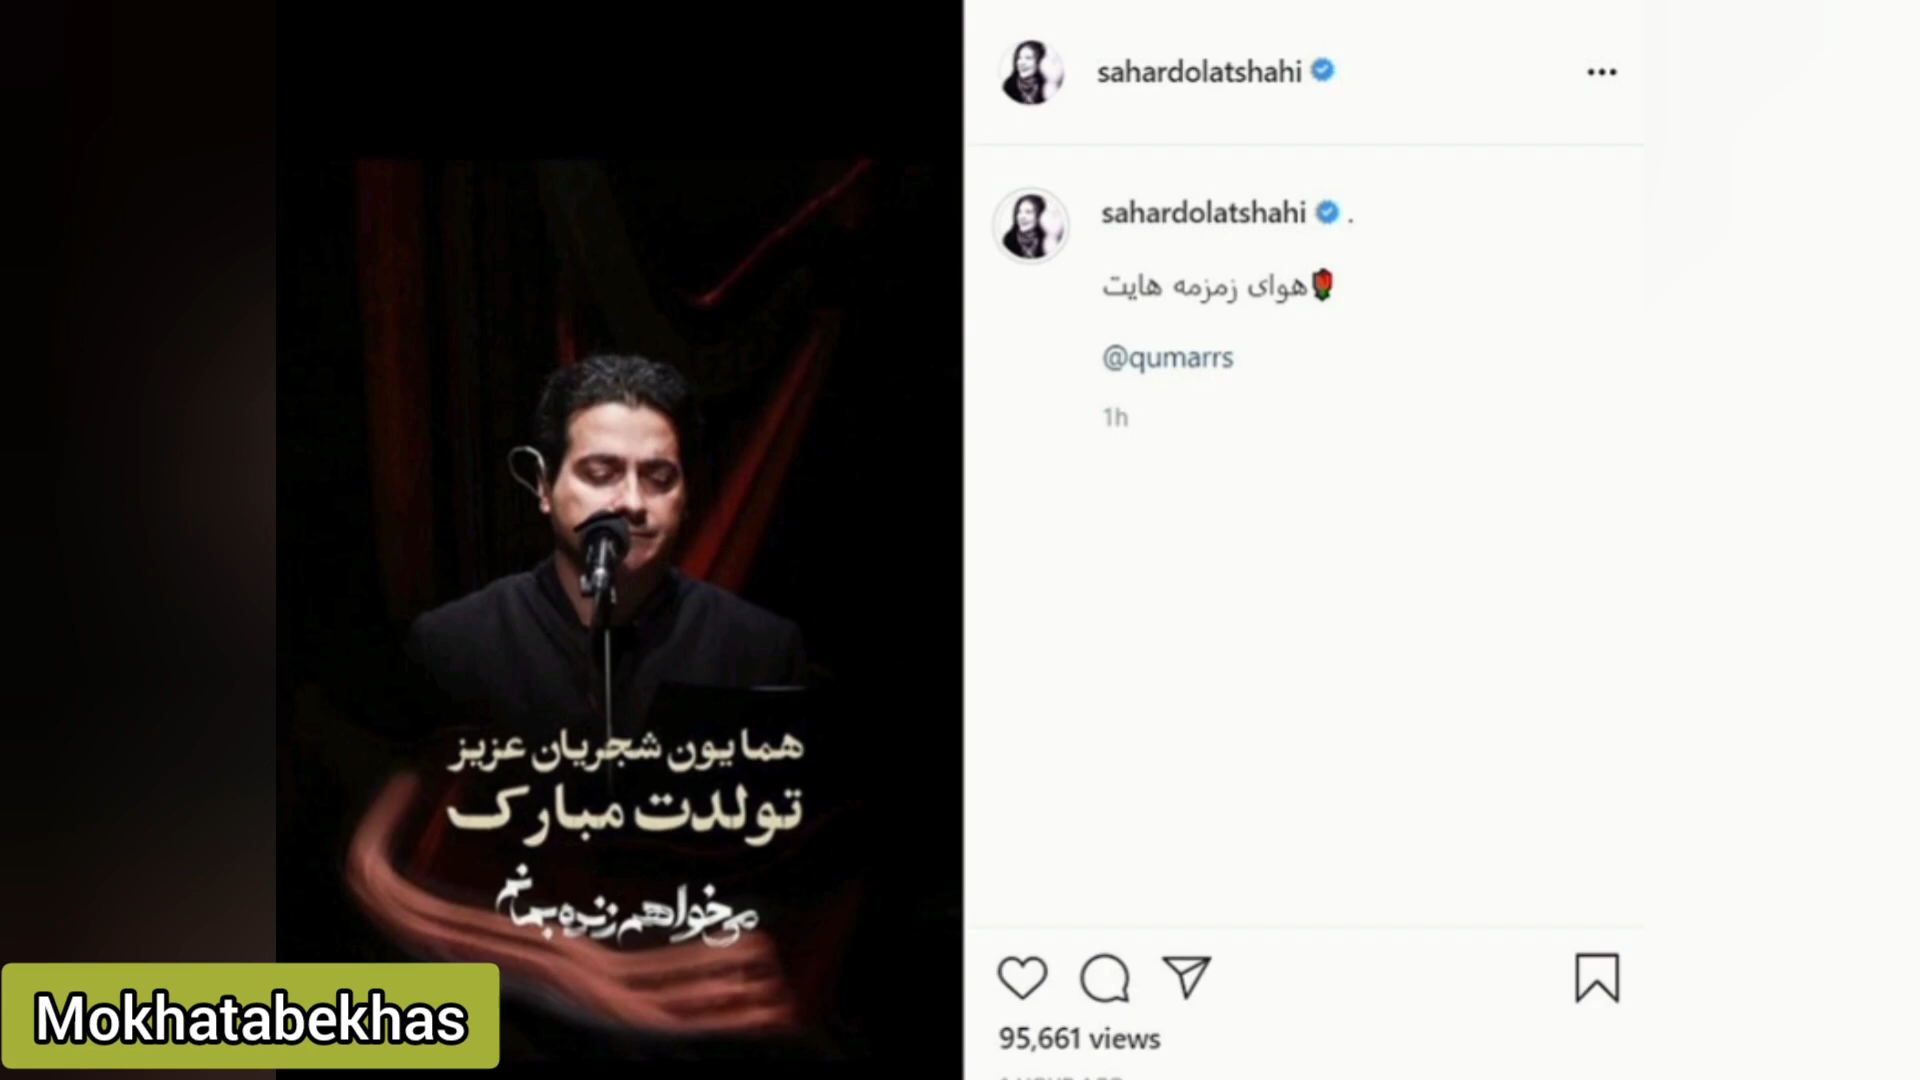 همایون شجریان عزیز
تولدت مبارک
می‌خواهم زنده بمانم
Mokhatabekhas
sahardolatshahi
sahardolatshahi .
هوای زمزمه هایت
@qumarrs
1h
95,661 views